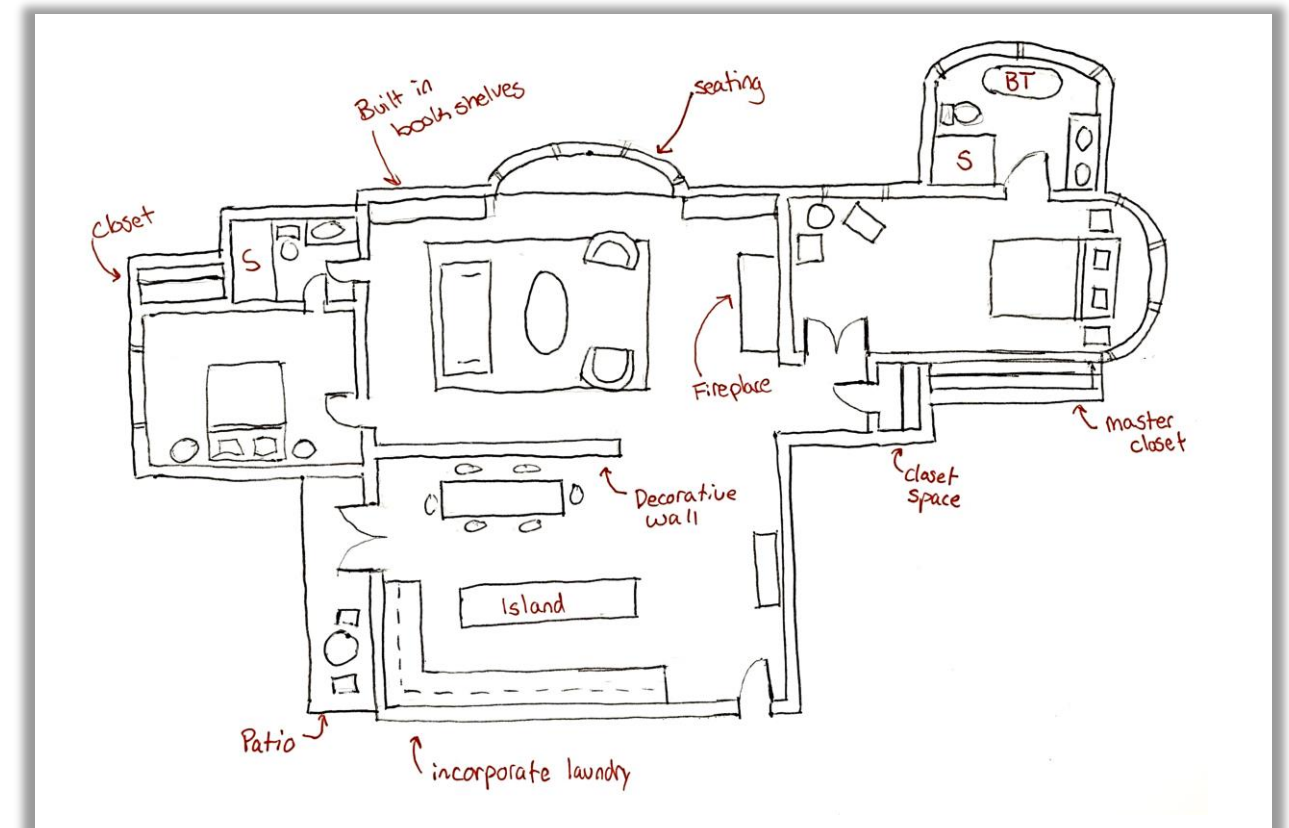 Built in
book shelves
seating
BT
S
closet
S
Fireplace
master
closet
closet
space
Decorative
wall
Island
Patio
incorporate laundry